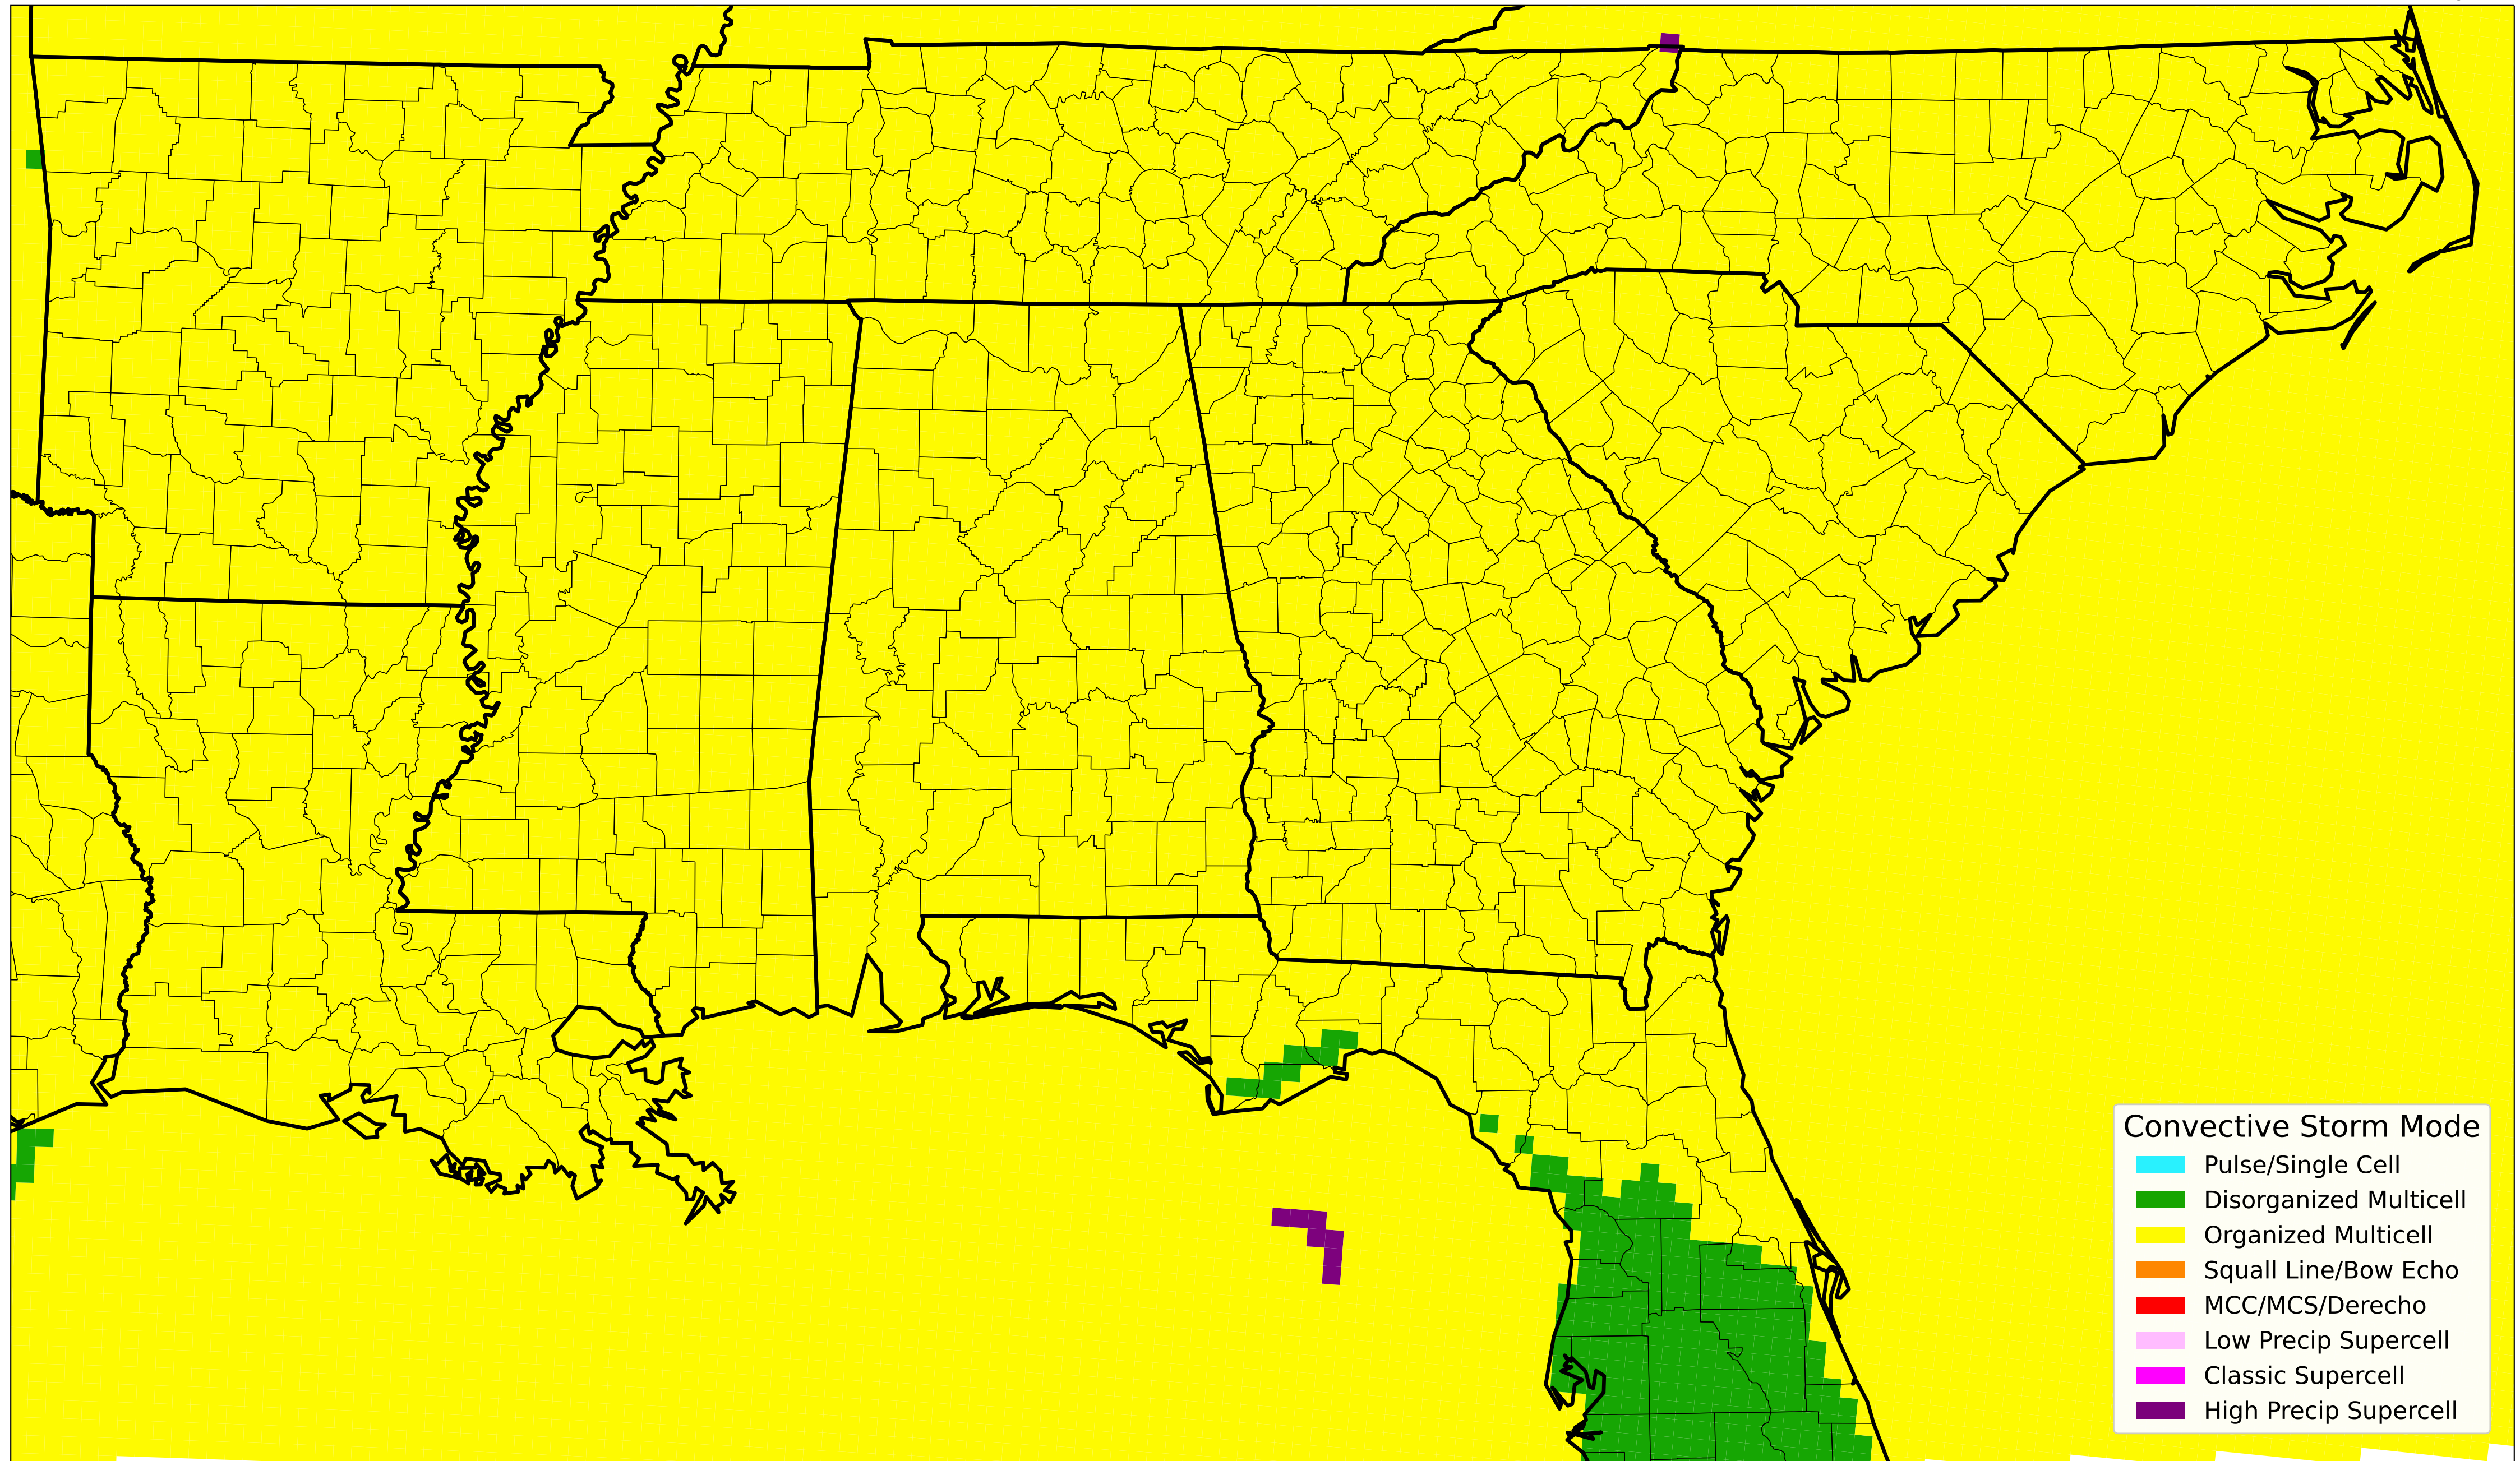 Convective Storm Mode
Pulse/Single Cell
Disorganized Multicell
Organized Multicell
Squall Line/Bow Echo
MCC/MCS/Derecho
Low Precip Supercell
Classic Supercell
High Precip Supercell